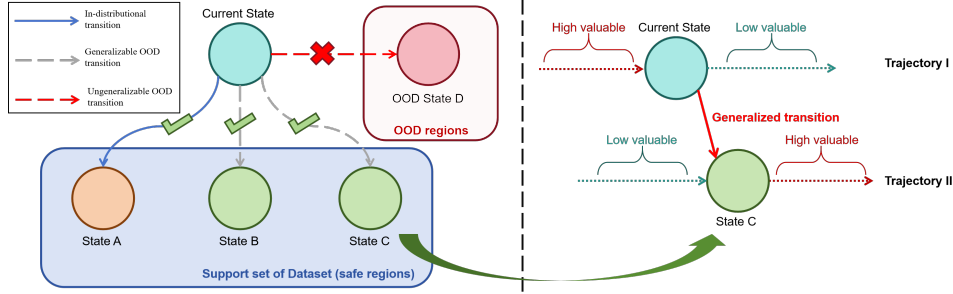 In-distributional
transition
Generalizable OOD
transition
Ungeneralizable OOD
transition
Current State
OOD State D
OOD regions
State A
State B
State C
Support set of Dataset (safe regions)
High valuable
Current State
Low valuable
Trajectory I
Generalized transition
Low valuable
High valuable
Trajectory II
State C